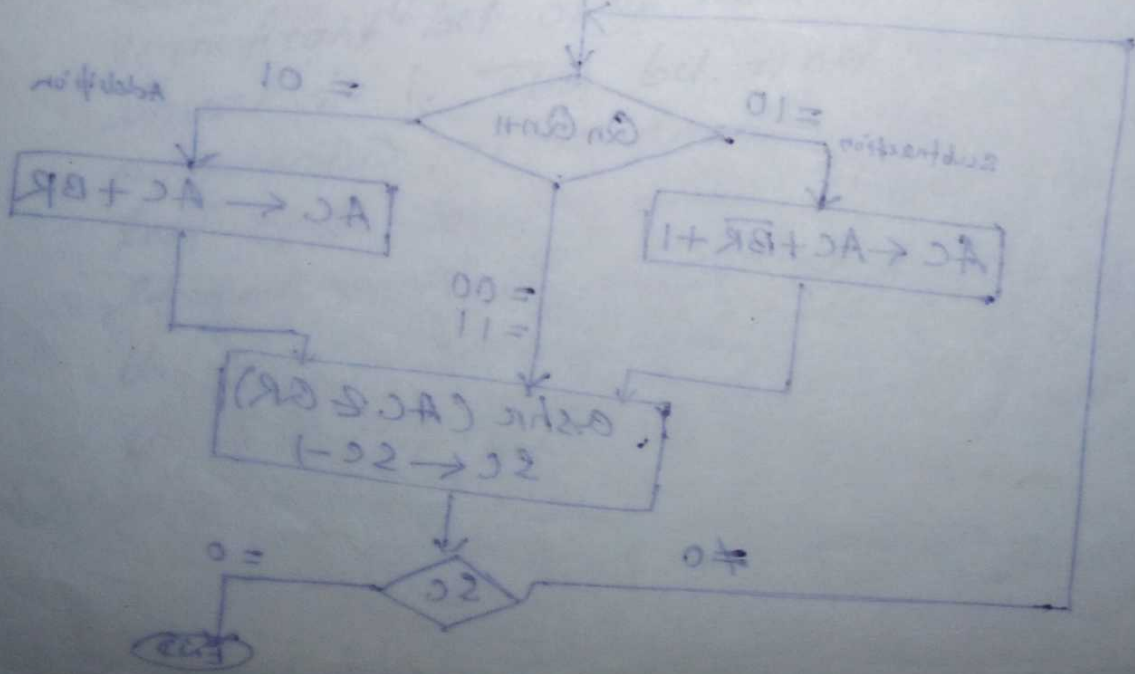 = 10
Qn Qn+1
= 01
Subtraction
Addition
AC ← AC + B̅R̅ + 1
AC ← AC + BR
= 00
= 11
ashr (AC & QR)
SC ← SC - 1
≠ 0
SC
= 0
End